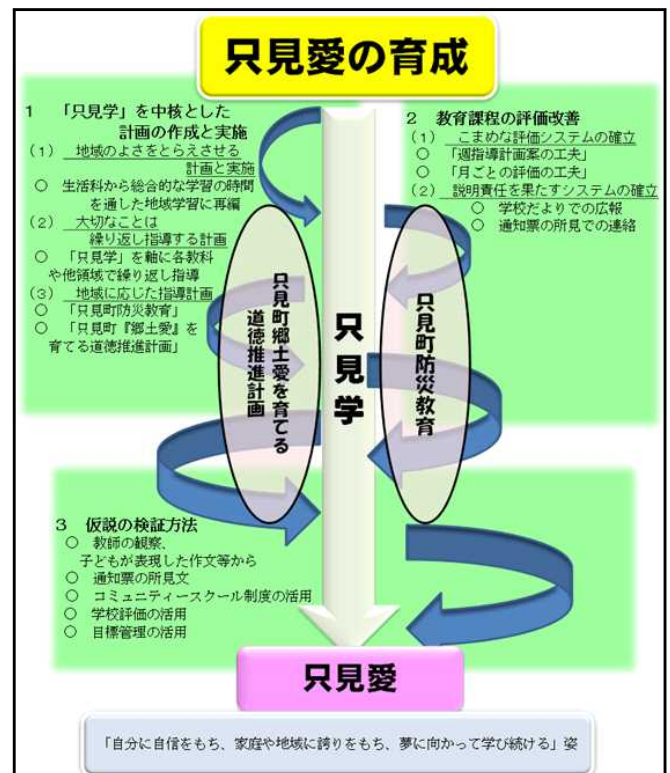 只見愛の育成
1 「只見学」を中核とした
計画の作成と実施
(1) 地域のよさをとらえさせる
計画と実施
○ 生活科から総合的な学習の時間
を通した地域学習に再編
(2) 大切なことは
繰り返し指導する計画
○ 「只見学」を軸に各教科
や他領域で繰り返し指導
(3) 地域に応じた指導計画
○ 「只見町防災教育」
○ 「只見町『郷土愛』を
育てる道徳推進計画」
2 教育課程の評価改善
(1) こまめな評価システムの確立
○ 「週指導計画案の工夫」
○ 「月ごとの評価の工夫」
(2) 説明責任を果たすシステムの確立
○ 学校だよりでの広報
○ 通知票の所見での連絡
只見町郷土愛を育てる
道徳推進計画
只見学
只見町防災教育
3 仮説の検証方法
○ 教師の観察、
子どもが表現した作文等から
○ 通知票の所見文
○ コミュニティースクール制度の活用
○ 学校評価の活用
○ 目標管理の活用
只見愛
「自分に自信をもち、家庭や地域に誇りをもち、夢に向かって学び続ける」姿